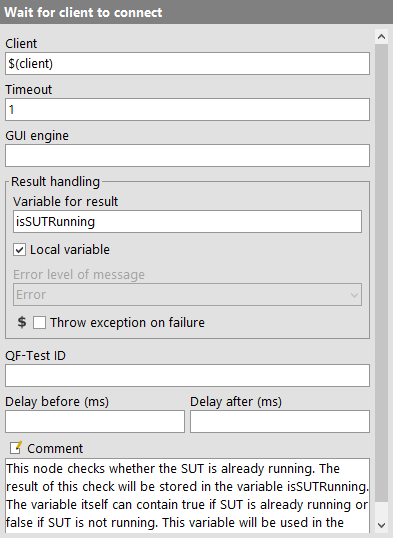 Wait for client to connect
Client
$(client)
Timeout
1
GUI engine
Result handling
Variable for result
isSUTRunning
Local variable
Error level of message
Error
$ Throw exception on failure
QF-Test ID
Delay before (ms) Delay after (ms)
Comment
This node checks whether the SUT is already running. The
result of this check will be stored in the variable isSUTRunning.
The variable itself can contain true if SUT is already running or
false if SUT is not running. This variable will be used in the